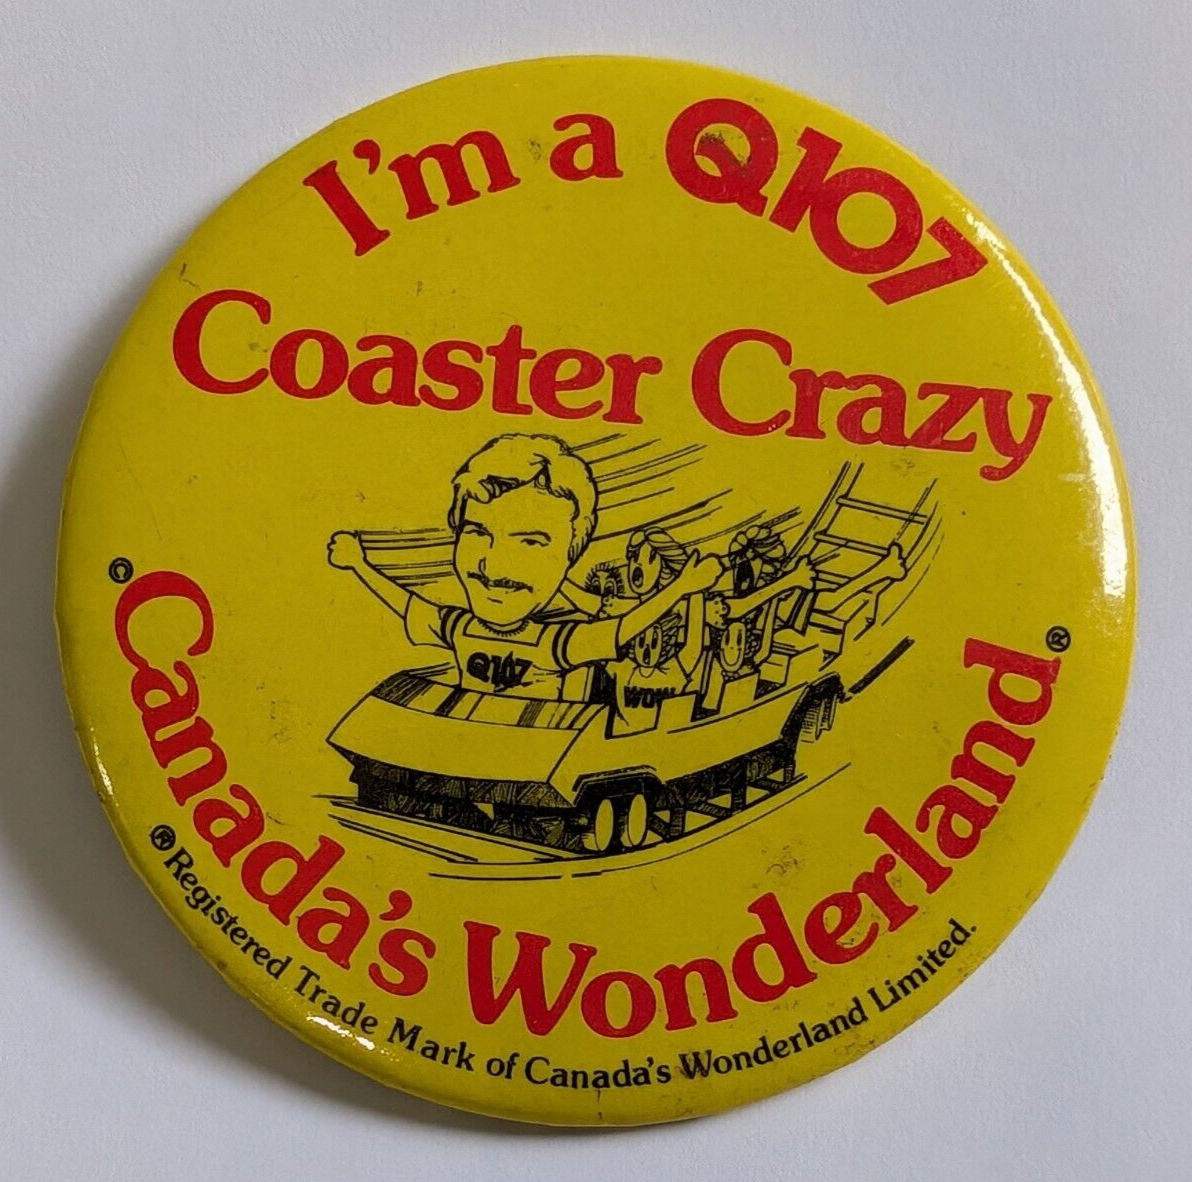 I'm a Q107
Coaster Crazy
Q107
WOW
© Canada's Wonderland ®
® Registered Trade Mark of Canada's Wonderland Limited.